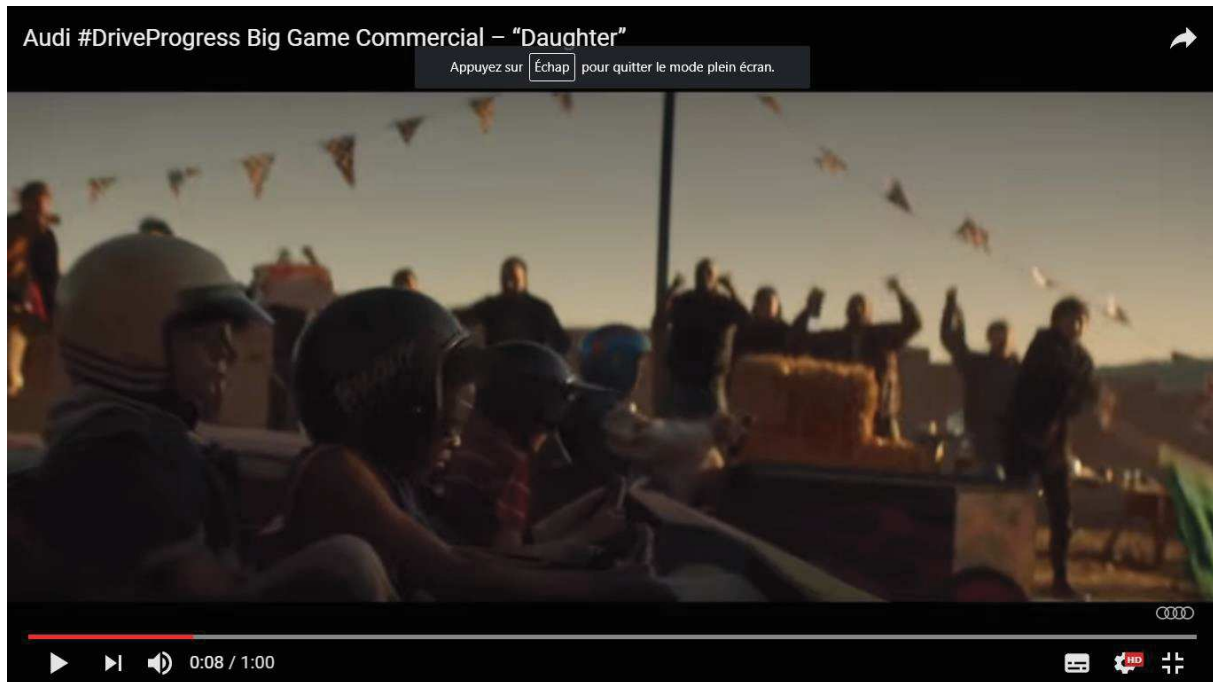 Audi #DriveProgress Big Game Commercial – “Daughter”
Appuyez sur Échap pour quitter le mode plein écran.
0:08 / 1:00
HD